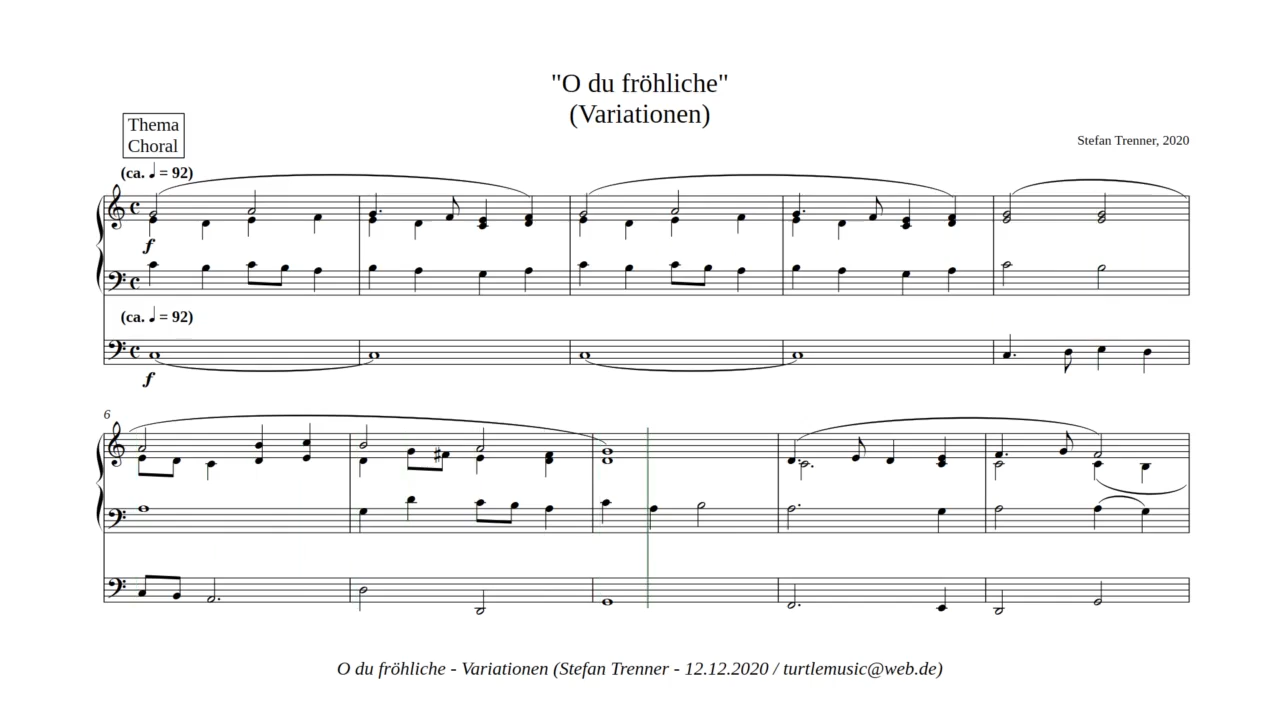 "O du fröhliche"
(Variationen)
Thema
Choral
Stefan Trenner, 2020
(ca. ♩ = 92)
f
(ca. ♩ = 92)
f
6
O du fröhliche - Variationen (Stefan Trenner - 12.12.2020 / turtlemusic@web.de)